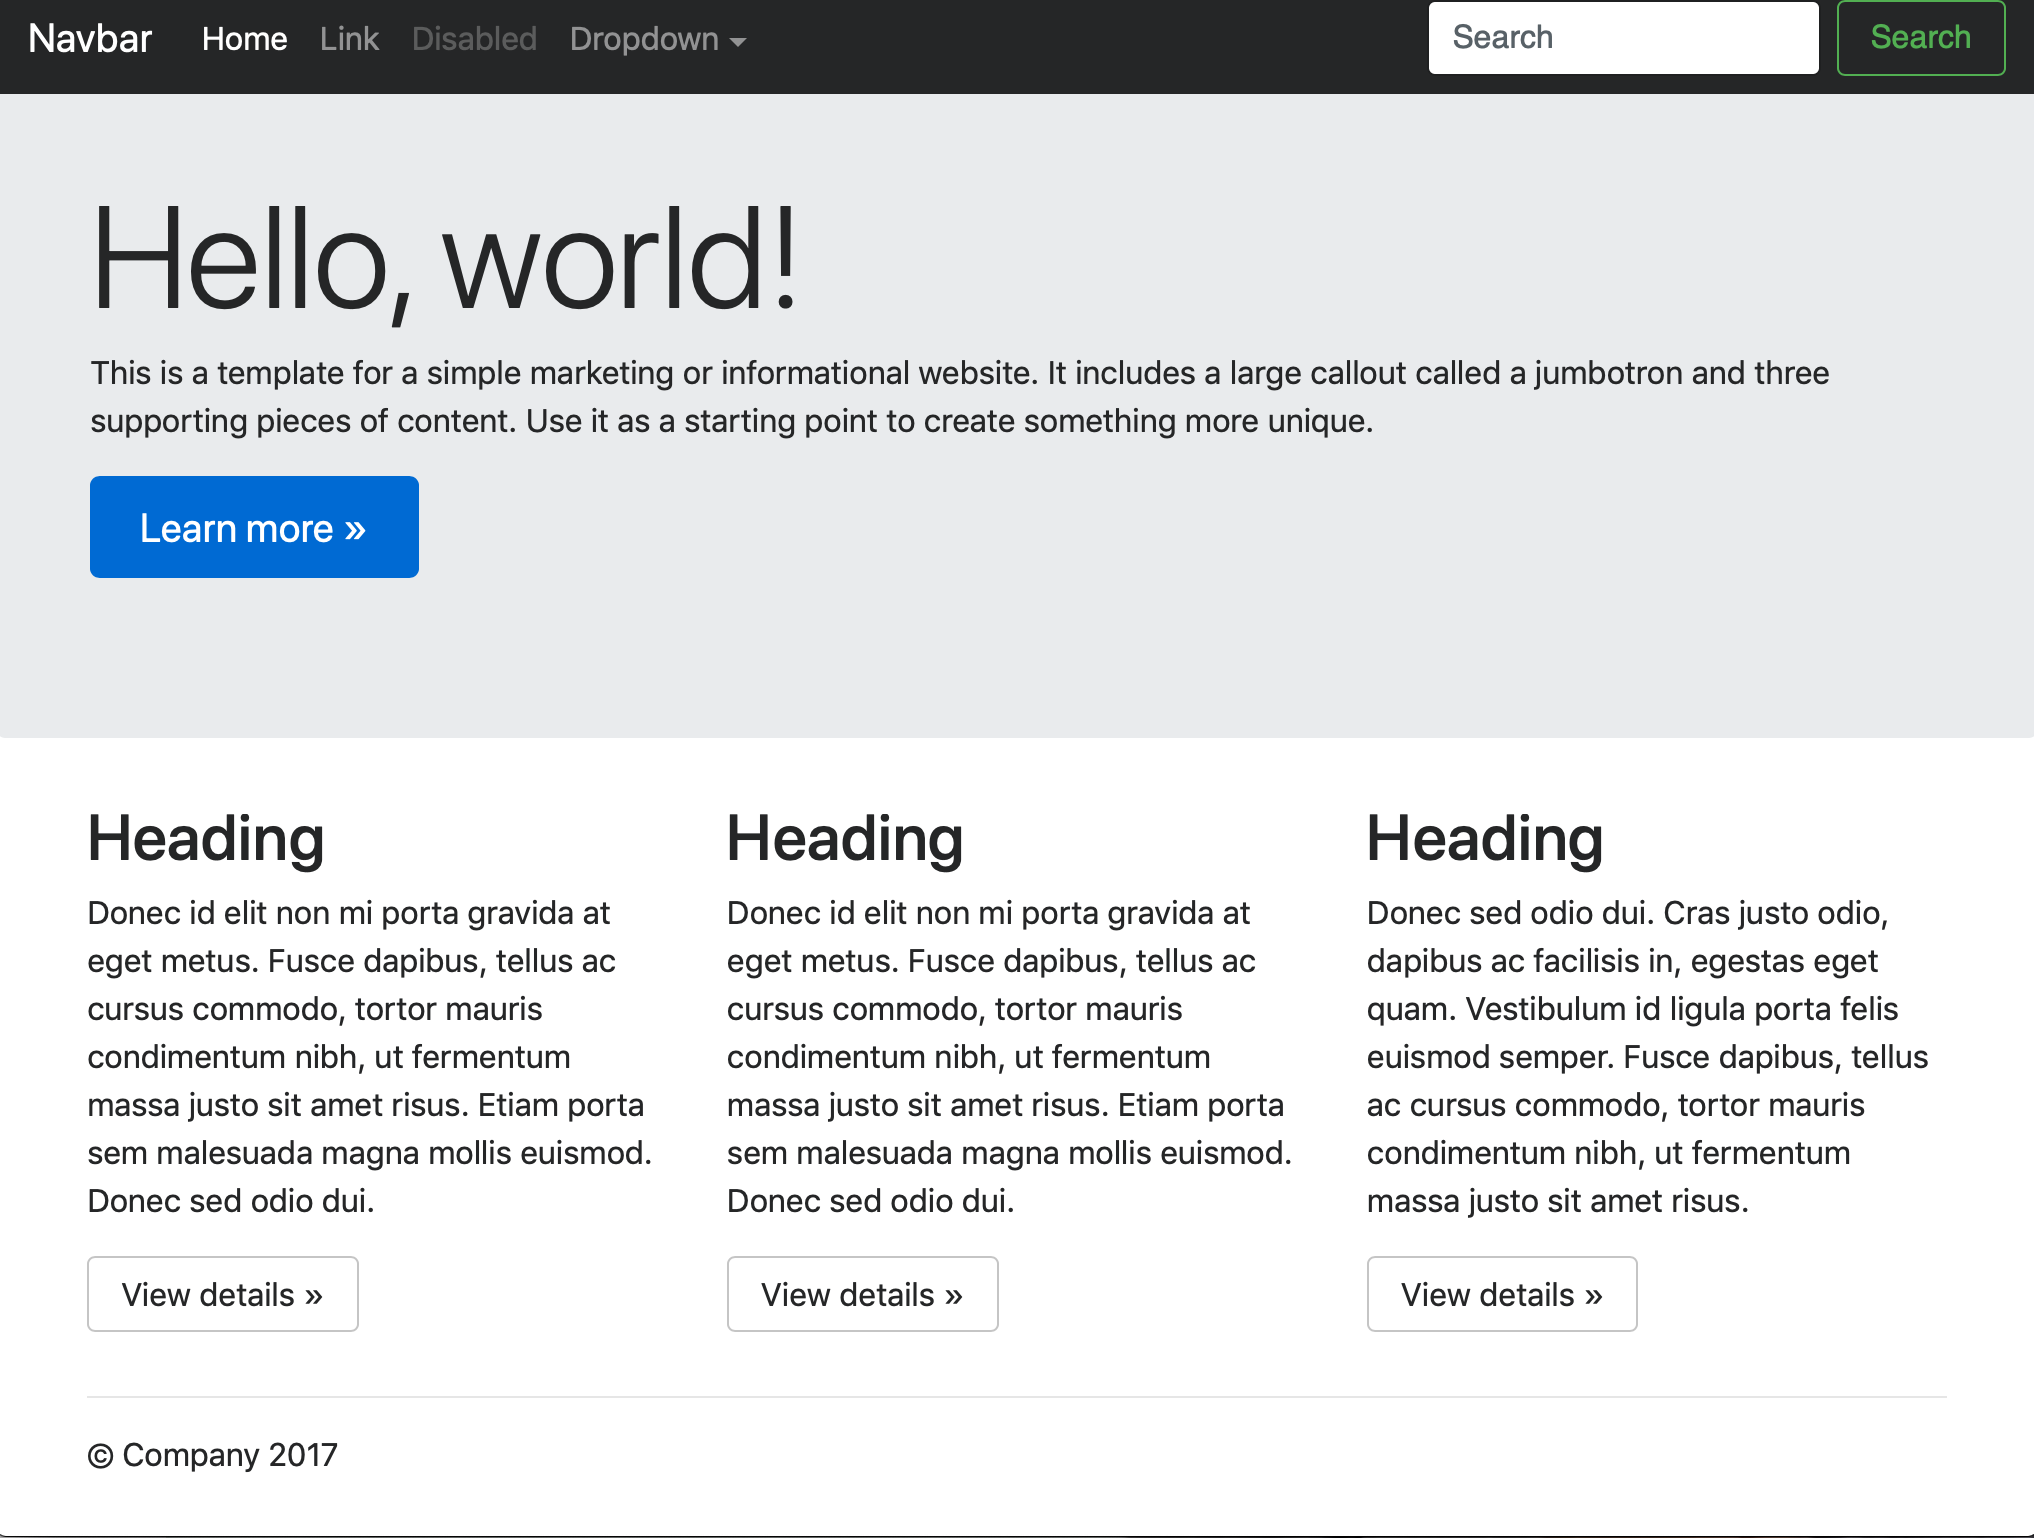 Navbar Home Link Disabled Dropdown Search Search
Hello, world!
This is a template for a simple marketing or informational website. It includes a large callout called a jumbotron and three
supporting pieces of content. Use it as a starting point to create something more unique.
Learn more »
Heading
Donec id elit non mi porta gravida at
eget metus. Fusce dapibus, tellus ac
cursus commodo, tortor mauris
condimentum nibh, ut fermentum
massa justo sit amet risus. Etiam porta
sem malesuada magna mollis euismod.
Donec sed odio dui.
View details »
Heading
Donec id elit non mi porta gravida at
eget metus. Fusce dapibus, tellus ac
cursus commodo, tortor mauris
condimentum nibh, ut fermentum
massa justo sit amet risus. Etiam porta
sem malesuada magna mollis euismod.
Donec sed odio dui.
View details »
Heading
Donec sed odio dui. Cras justo odio,
dapibus ac facilisis in, egestas eget
quam. Vestibulum id ligula porta felis
euismod semper. Fusce dapibus, tellus
ac cursus commodo, tortor mauris
condimentum nibh, ut fermentum
massa justo sit amet risus.
View details »
© Company 2017